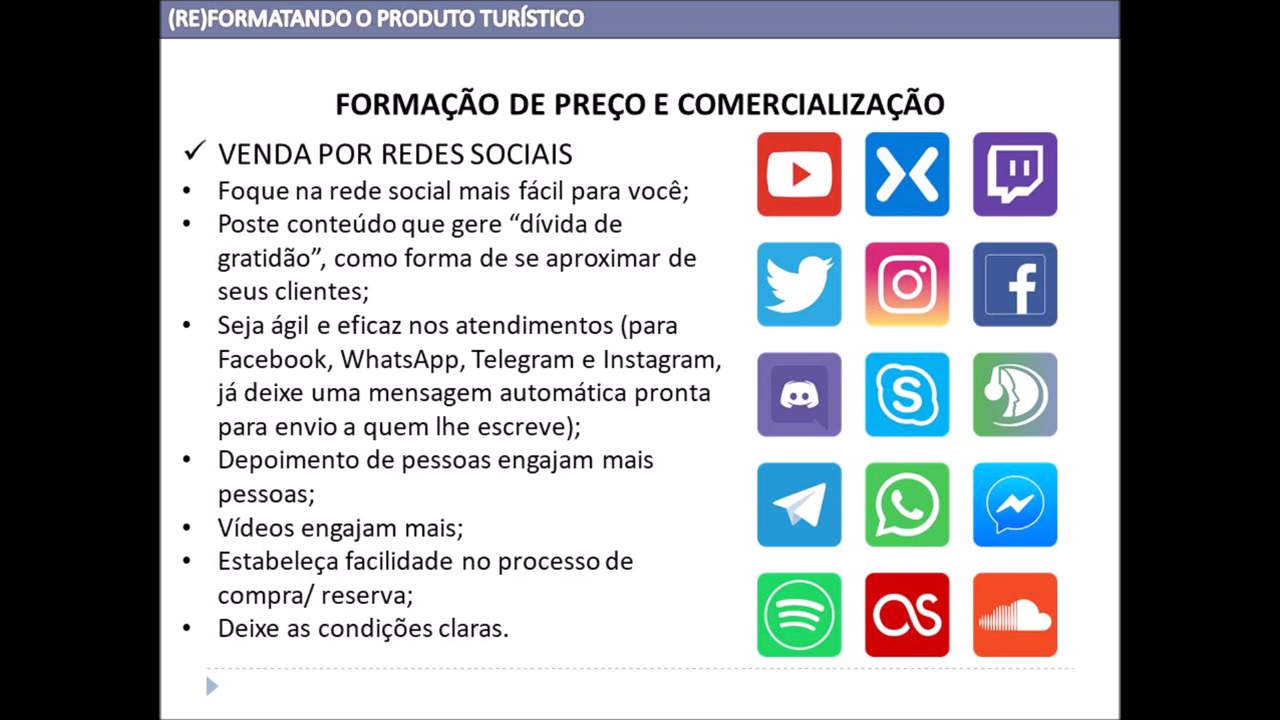 (RE)FORMATANDO O PRODUTO TURÍSTICO
FORMAÇÃO DE PREÇO E COMERCIALIZAÇÃO
✓ VENDA POR REDES SOCIAIS
• Foque na rede social mais fácil para você;
• Poste conteúdo que gere “dívida de
gratidão”, como forma de se aproximar de
seus clientes;
• Seja ágil e eficaz nos atendimentos (para
Facebook, WhatsApp, Telegram e Instagram,
já deixe uma mensagem automática pronta
para envio a quem lhe escreve);
• Depoimento de pessoas engajam mais
pessoas;
• Vídeos engajam mais;
• Estabeleça facilidade no processo de
compra/ reserva;
• Deixe as condições claras.